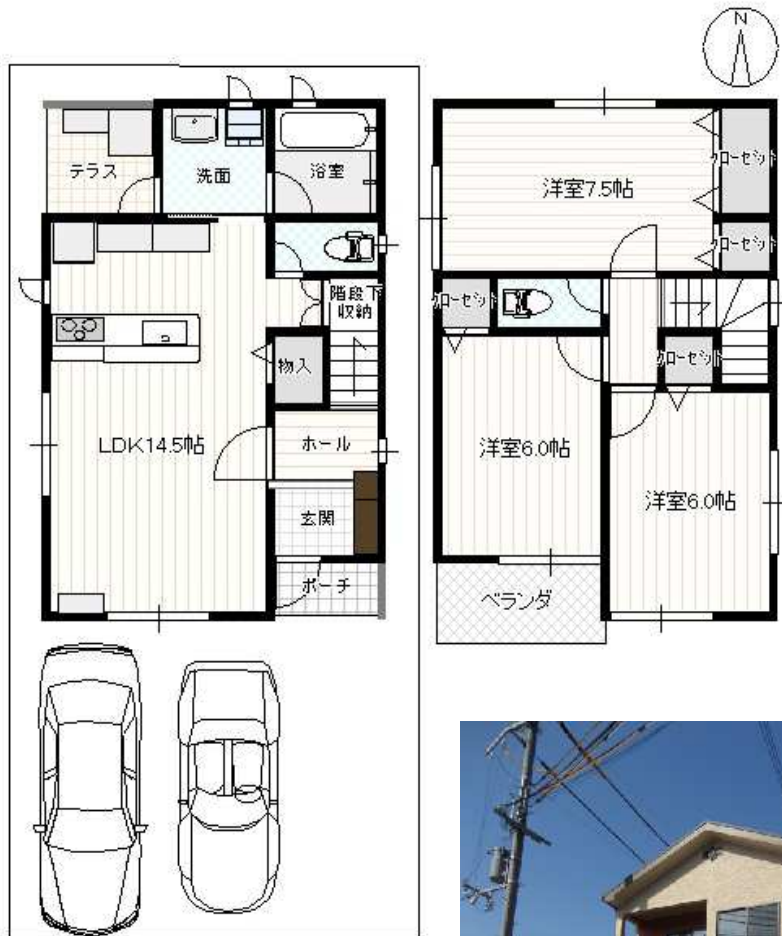 N
テラス
洗面
浴室
階段下
収納
物入
LDK14.5帖
ホール
玄関
ポーチ
洋室7.5帖
クローゼット
クローゼット
クローゼット
クローゼット
洋室6.0帖
洋室6.0帖
ベランダ